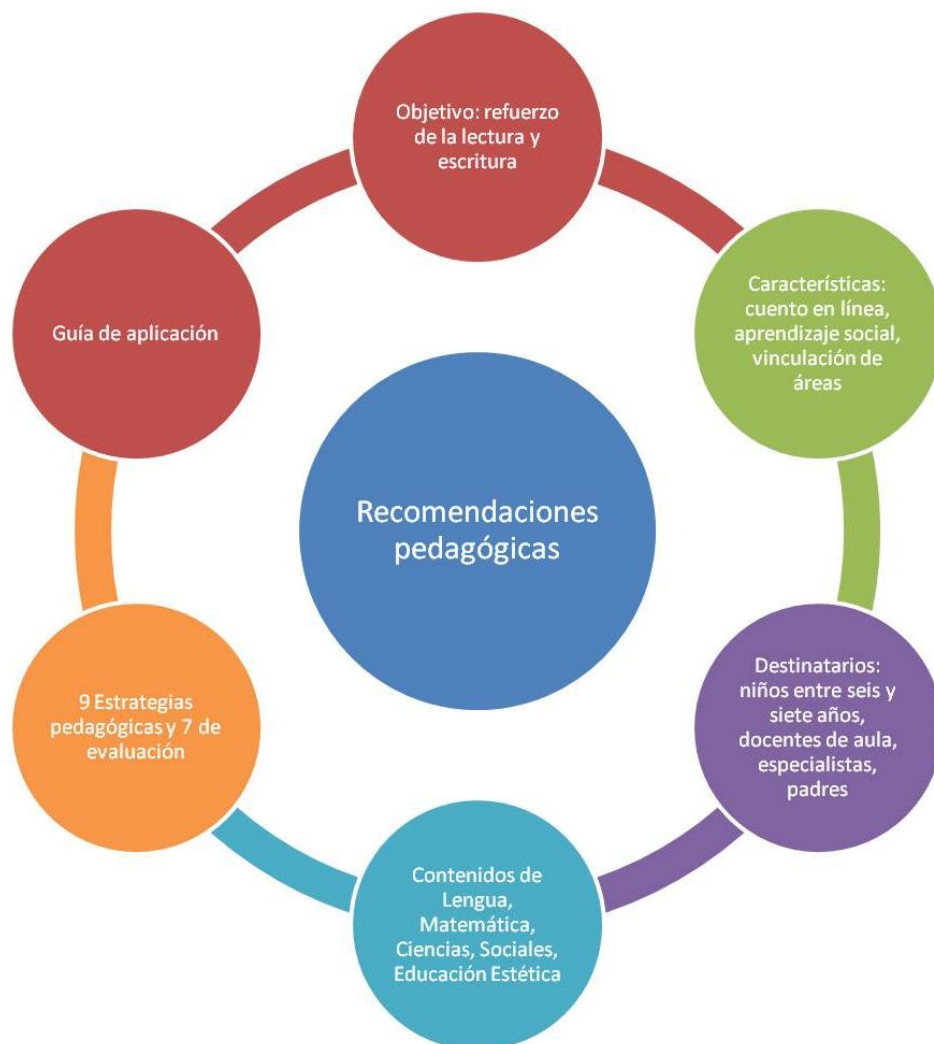 Objetivo: refuerzo
de la lectura y
escritura
Características:
cuento en línea,
aprendizaje social,
vinculación de
áreas
Destinatarios:
niños entre seis y
siete años,
docentes de aula,
especialistas,
padres
Contenidos de
Lengua,
Matemática,
Ciencias, Sociales,
Educación Estética
9 Estrategias
pedagógicas y 7 de
evaluación
Guía de aplicación
Recomendaciones
pedagógicas